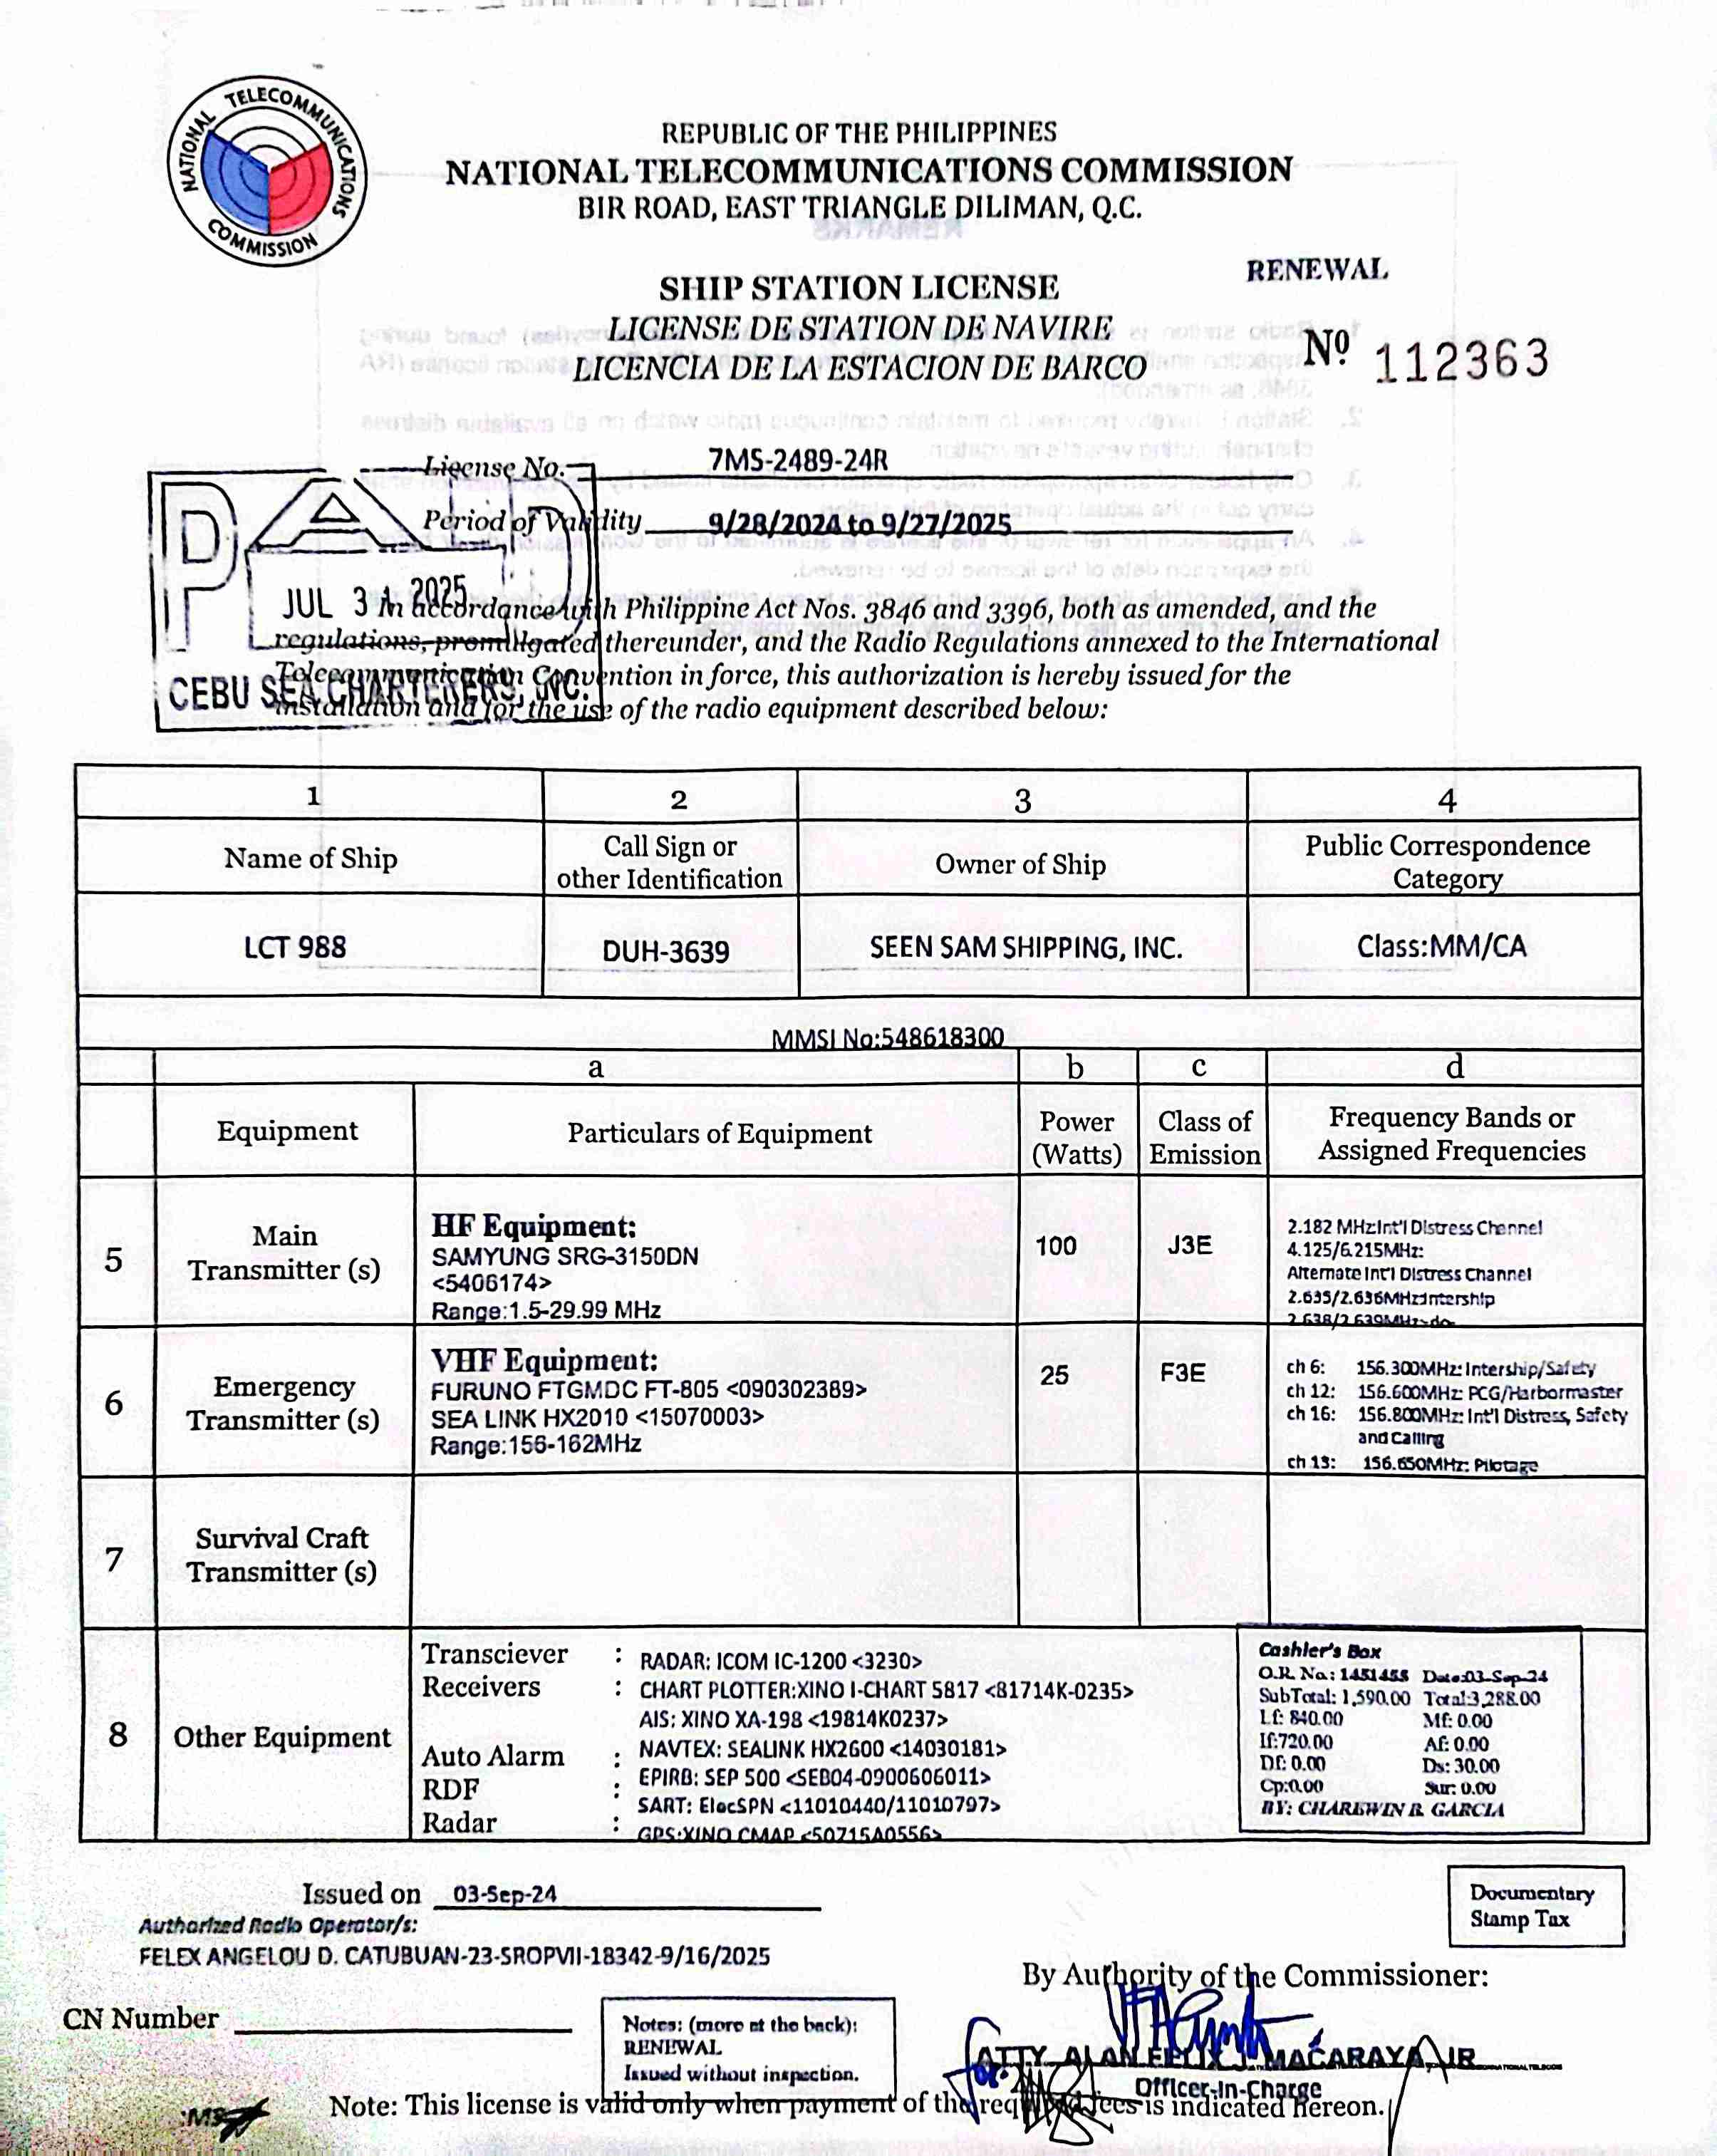 NATIONAL TELECOMMUNICATIONS COMMISSION
REPUBLIC OF THE PHILIPPINES
NATIONAL TELECOMMUNICATIONS COMMISSION
BIR ROAD, EAST TRIANGLE DILIMAN, Q.C.
RENEWAL
SHIP STATION LICENSE
LICENSE DE STATION DE NAVIRE
LICENCIA DE LA ESTACION DE BARCO
Nº 112363
License No. 7MS-2489-24R
Period of Validity 9/28/2024 to 9/27/2025
PAID
JUL 31 2025
CEBU SEA CHARTERERS, INC.
In accordance with Philippine Act Nos. 3846 and 3396, both as amended, and the
regulations, promulgated thereunder, and the Radio Regulations annexed to the International
Telecommunication Convention in force, this authorization is hereby issued for the
installation and for the use of the radio equipment described below:
1 2 3 4
Name of Ship
Call Sign or
other Identification
Owner of Ship
Public Correspondence
Category
LCT 988 DUH-3639 SEEN SAM SHIPPING, INC. Class:MM/CA
MMSI No:548618300
a b c d
Equipment
Particulars of Equipment
Power
(Watts)
Class of
Emission
Frequency Bands or
Assigned Frequencies
5
Main
Transmitter (s)
HF Equipment:
SAMYUNG SRG-3150DN
<5406174>
Range:1.5-29.99 MHz
100
J3E
2.182 MHz:Int'l Distress Channel
4.125/6.215MHz:
Alternate Int'l Distress Channel
2.635/2.636MHz:Intership
2.638/2.639MHz:-do-
6
Emergency
Transmitter (s)
VHF Equipment:
FURUNO FTGMDC FT-805 <090302389>
SEA LINK HX2010 <15070003>
Range:156-162MHz
25
F3E
ch 6: 156.300MHz: Intership/Safety
ch 12: 156.600MHz: PCG/Harbormaster
ch 16: 156.800MHz: Int'l Distress, Safety
and Calling
ch 13: 156.650MHz: Pilotage
7
Survival Craft
Transmitter (s)
8
Other Equipment
Transciever : RADAR: ICOM IC-1200 <3230>
Receivers : CHART PLOTTER:XINO I-CHART 5817 <81714K-0235>
AIS: XINO XA-198 <19814K0237>
Auto Alarm : NAVTEX: SEALINK HX2600 <14030181>
RDF : EPIRB: SEP 500 <SEB04-0900606011>
SART: ElocSPN <11010440/11010797>
Radar : GPS:XINO CMAP <50715A0556>
Cashier's Box
O.R. No.: 1451455 Date:03-Sep-24
SubTotal: 1,590.00 Total:3,288.00
Lf: 840.00 Mf: 0.00
If:720.00 Af: 0.00
Df: 0.00 Ds: 30.00
Cp:0.00 Sur: 0.00
BY: CHAREWIN B. GARCIA
Issued on 03-Sep-24
Authorized Radio Operator/s:
FELEX ANGELOU D. CATUBUAN-23-SROPVII-18342-9/16/2025
Documentary
Stamp Tax
By Authority of the Commissioner:
CN Number
Notes: (more at the back):
RENEWAL
Issued without inspection.
for:
ATTY. ALAN FELIX J. MACARAYA JR
Officer-In-Charge
Note: This license is valid only when payment of the required fees is indicated hereon.